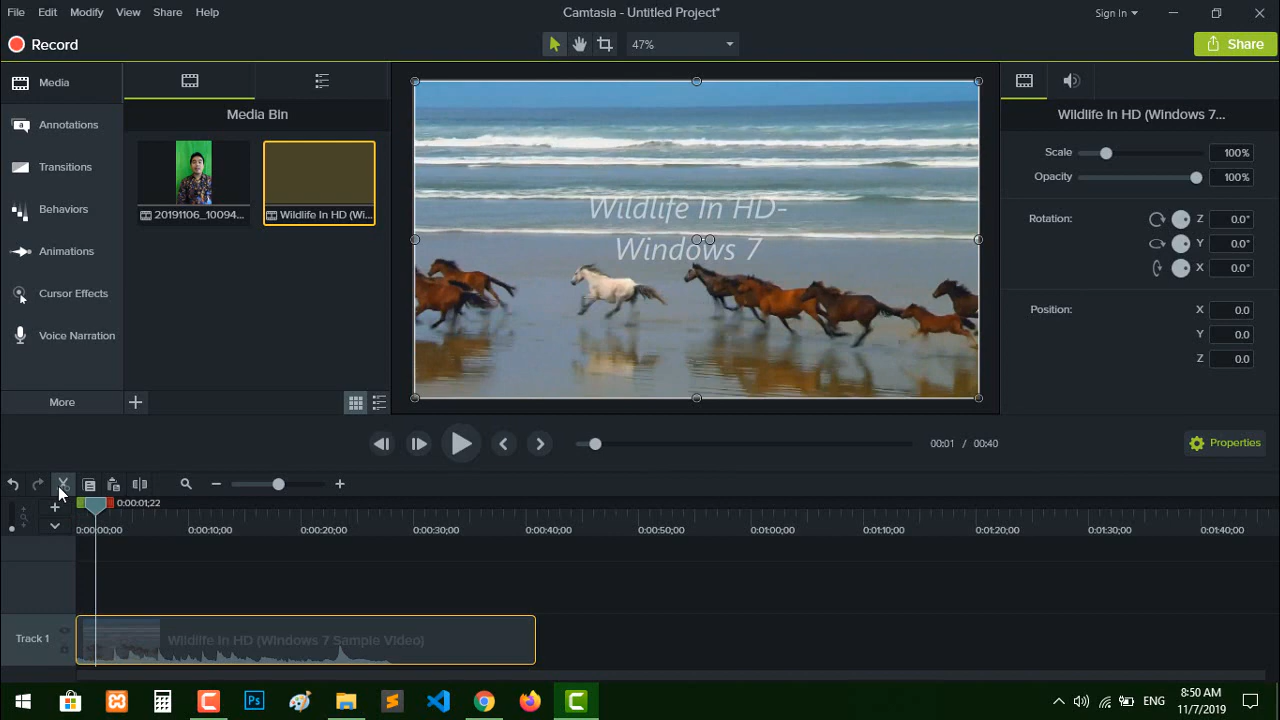 File Edit Modify View Share Help
Camtasia - Untitled Project*
Sign In
Record
47%
Share
Media
Annotations
Transitions
Behaviors
Animations
Cursor Effects
Voice Narration
More
Media Bin
20191106_10094...
Wildlife In HD (Wi...
Wildlife In HD-
Windows 7
Wildlife In HD (Windows 7...
Scale 100%
Opacity 100%
Rotation: Z 0.0°
Y 0.0°
X 0.0°
Position: X 0.0
Y 0.0
Z 0.0
00:01 / 00:40
Properties
0:00:01;22
0:00:00;00 0:00:10;00 0:00:20;00 0:00:30;00 0:00:40;00 0:00:50;00 0:01:00;00 0:01:10;00 0:01:20;00 0:01:30;00 0:01:40;00
Track 1
Wildlife In HD (Windows 7 Sample Video)
Ps
ENG
8:50 AM
11/7/2019